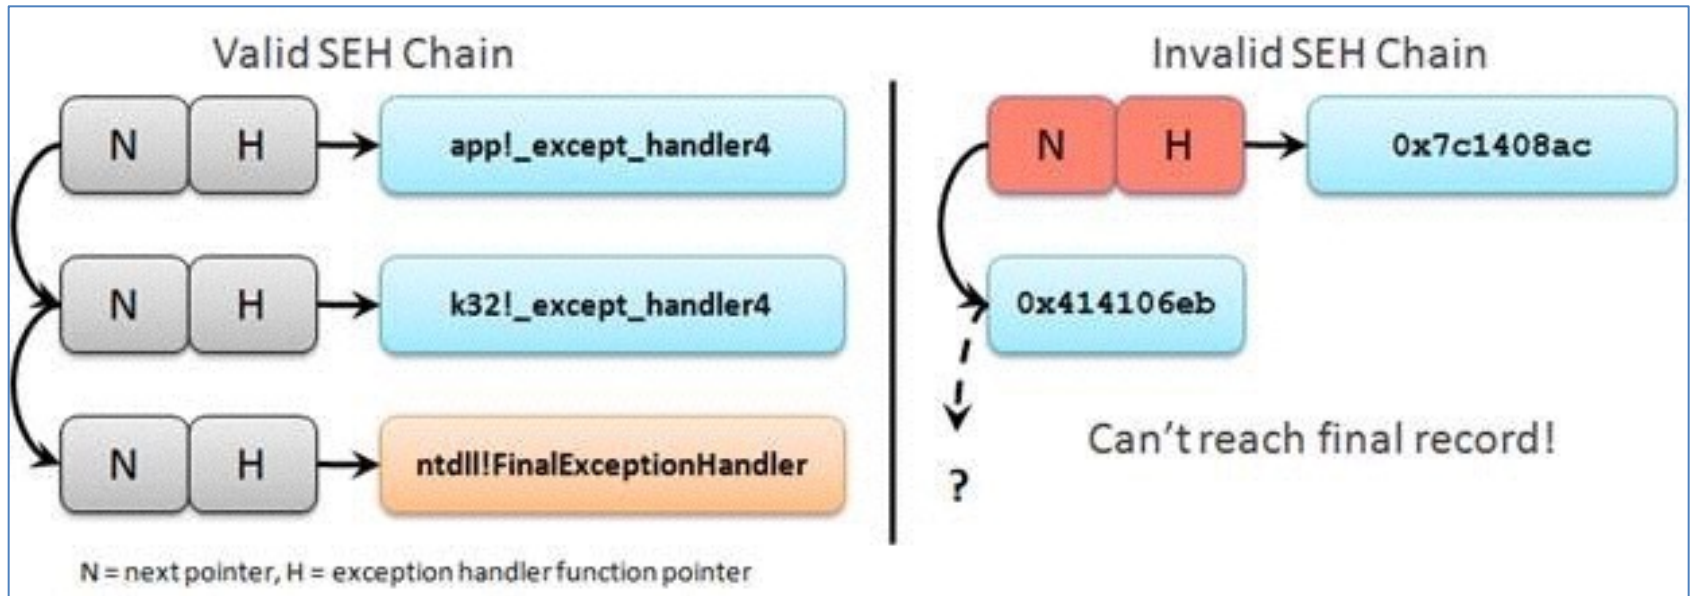 Valid SEH Chain
N H app!_except_handler4
N H k32!_except_handler4
N H ntdll!FinalExceptionHandler
N = next pointer, H = exception handler function pointer
Invalid SEH Chain
N H 0x7c1408ac
0x414106eb
Can't reach final record!
?